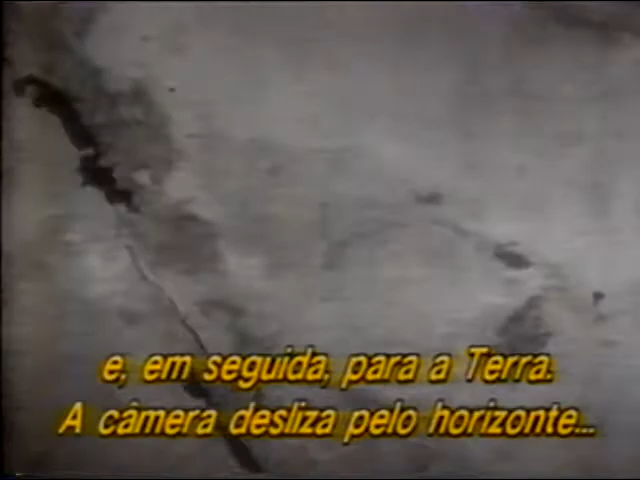 e, em seguida, para a Terra.
A câmera desliza pelo horizonte...